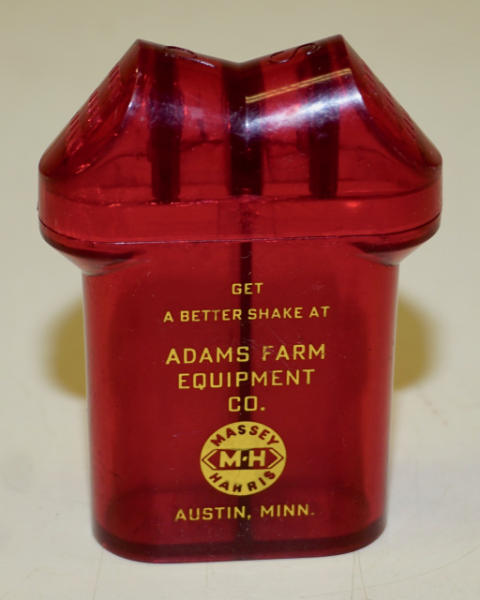 GET
A BETTER SHAKE AT
ADAMS FARM
EQUIPMENT
CO.
MASSEY
M-H
HARRIS
AUSTIN, MINN.